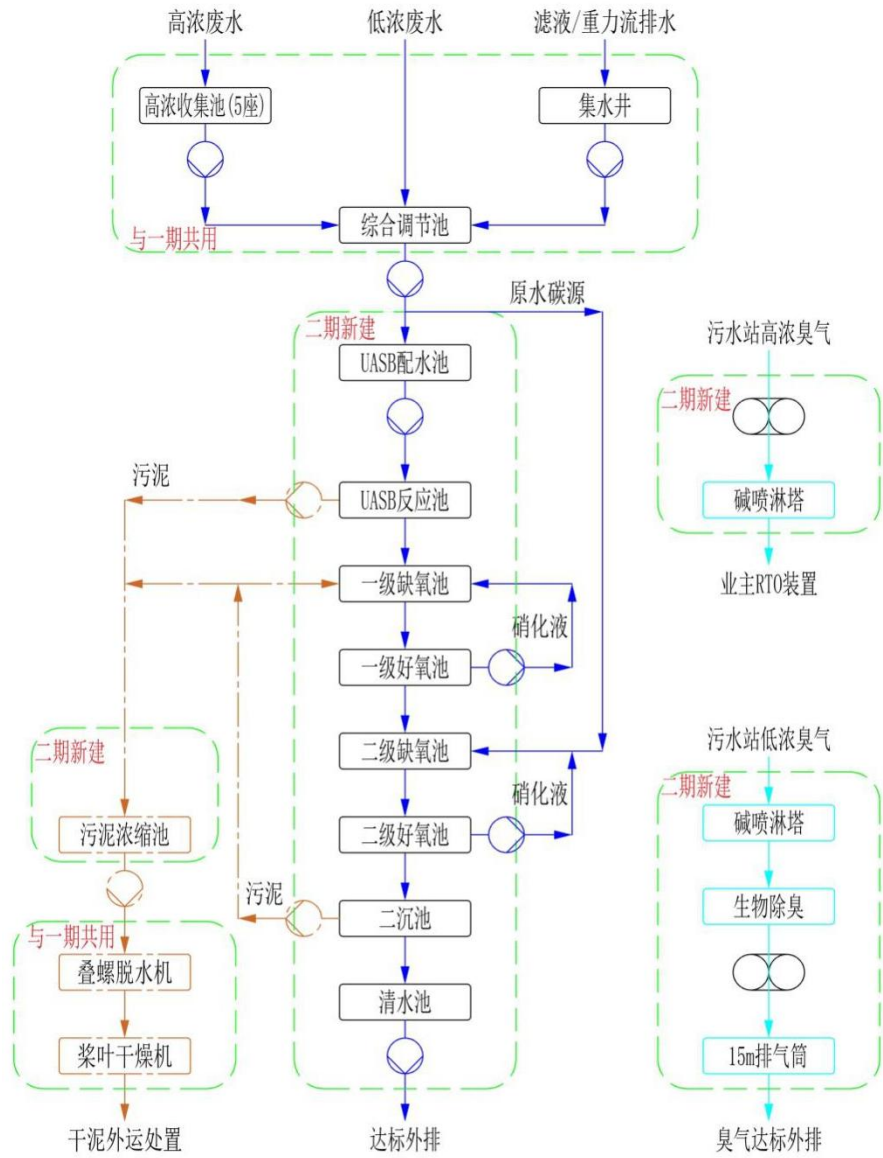 高浓废水
低浓废水
滤液/重力流排水
高浓收集池(5座)
集水井
综合调节池
与一期共用
原水碳源
二期新建
UASB配水池
污泥
UASB反应池
一级缺氧池
硝化液
一级好氧池
二级缺氧池
硝化液
二级好氧池
污泥
二沉池
清水池
达标外排
二期新建
污泥浓缩池
与一期共用
叠螺脱水机
桨叶干燥机
干泥外运处置
污水站高浓臭气
二期新建
碱喷淋塔
业主RTO装置
污水站低浓臭气
二期新建
碱喷淋塔
生物除臭
15m排气筒
臭气达标外排